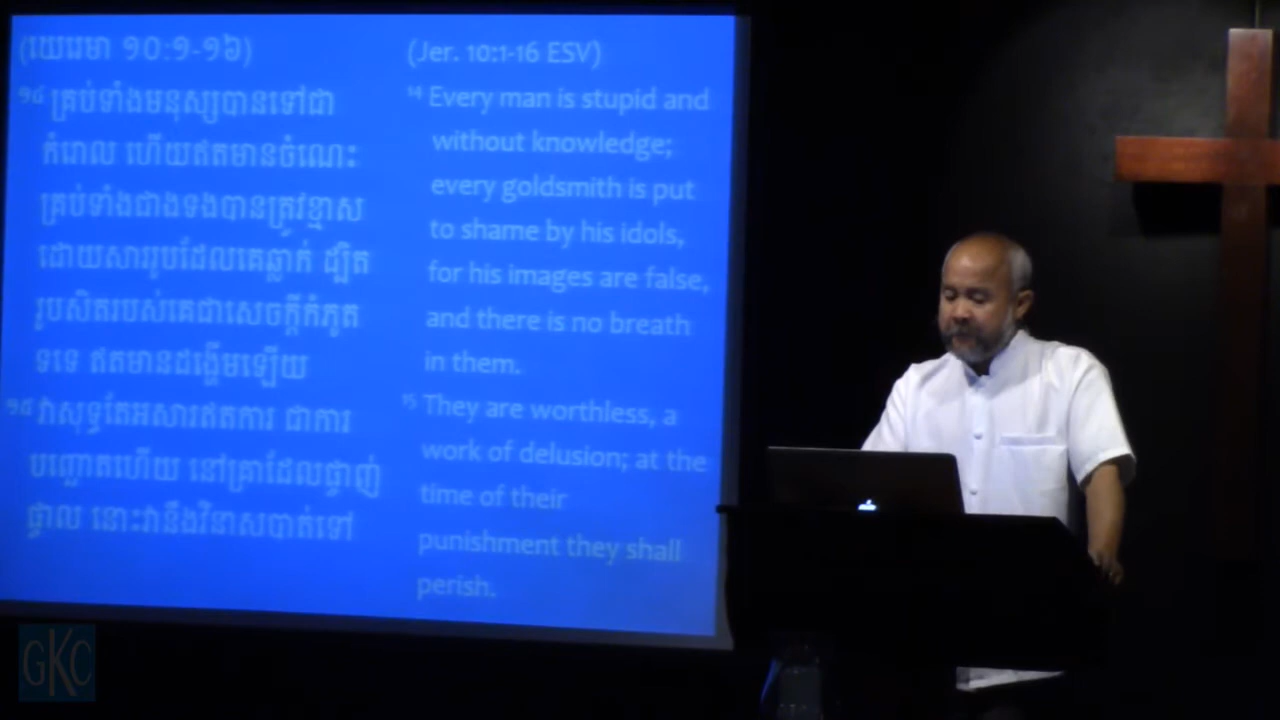 (យេរេមា ១០:១-១៦)
១៤ គ្រប់ទាំងមនុស្សបានទៅជា
កំរោល ហើយឥតមានចំណេះ
គ្រប់ទាំងជាងទងបានត្រូវខ្មាស
ដោយសាររូបដែលគេឆ្លាក់ ដ្បិត
រូបសិតរបស់គេជាសេចក្ដីកំភូត
ទទេ ឥតមានដង្ហើមឡើយ
១៥ វាសុទ្ធតែអសារឥតការ ជាការ
បញ្ឆោតហើយ នៅគ្រាដែលផ្ចាញ់
ផ្ចាល នោះវានឹងវិនាសបាត់ទៅ
(Jer. 10:1-16 ESV)
14 Every man is stupid and
without knowledge;
every goldsmith is put
to shame by his idols,
for his images are false,
and there is no breath
in them.
15 They are worthless, a
work of delusion; at the
time of their
punishment they shall
perish.
GKC